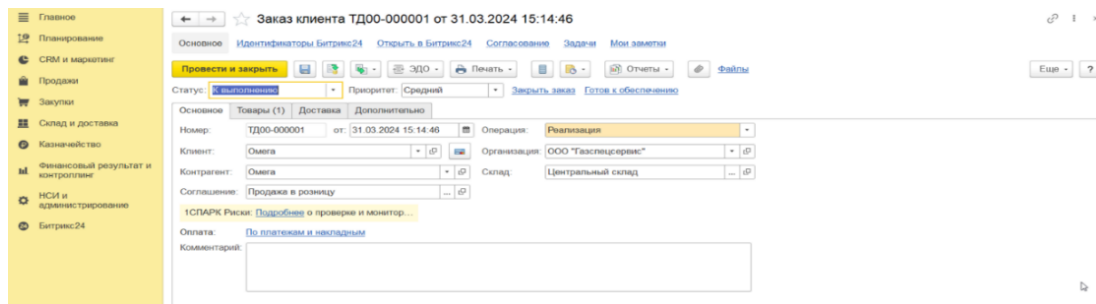 Главное
Планирование
CRM и маркетинг
Продажи
Закупки
Склад и доставка
Казначейство
Финансовый результат и
контроллинг
НСИ и
администрирование
Битрикс24
Заказ клиента ТД00-000001 от 31.03.2024 15:14:46
Основное Идентификаторы Битрикс24 Открыть в Битрикс24 Согласование Задачи Мои заметки
Провести и закрыть ЭДО Печать Отчеты Файлы Еще ?
Статус: К выполнению Приоритет: Средний Закрыть заказ Готов к обеспечению
Основное Товары (1) Доставка Дополнительно
Номер: ТД00-000001 от: 31.03.2024 15:14:46 Операция: Реализация
Клиент: Омега Организация: ООО "Газспецсервис"
Контрагент: Омега Склад: Центральный склад
Соглашение: Продажа в розницу
1СПАРК Риски: Подробнее о проверке и монитор...
Оплата: По платежам и накладным
Комментарий: